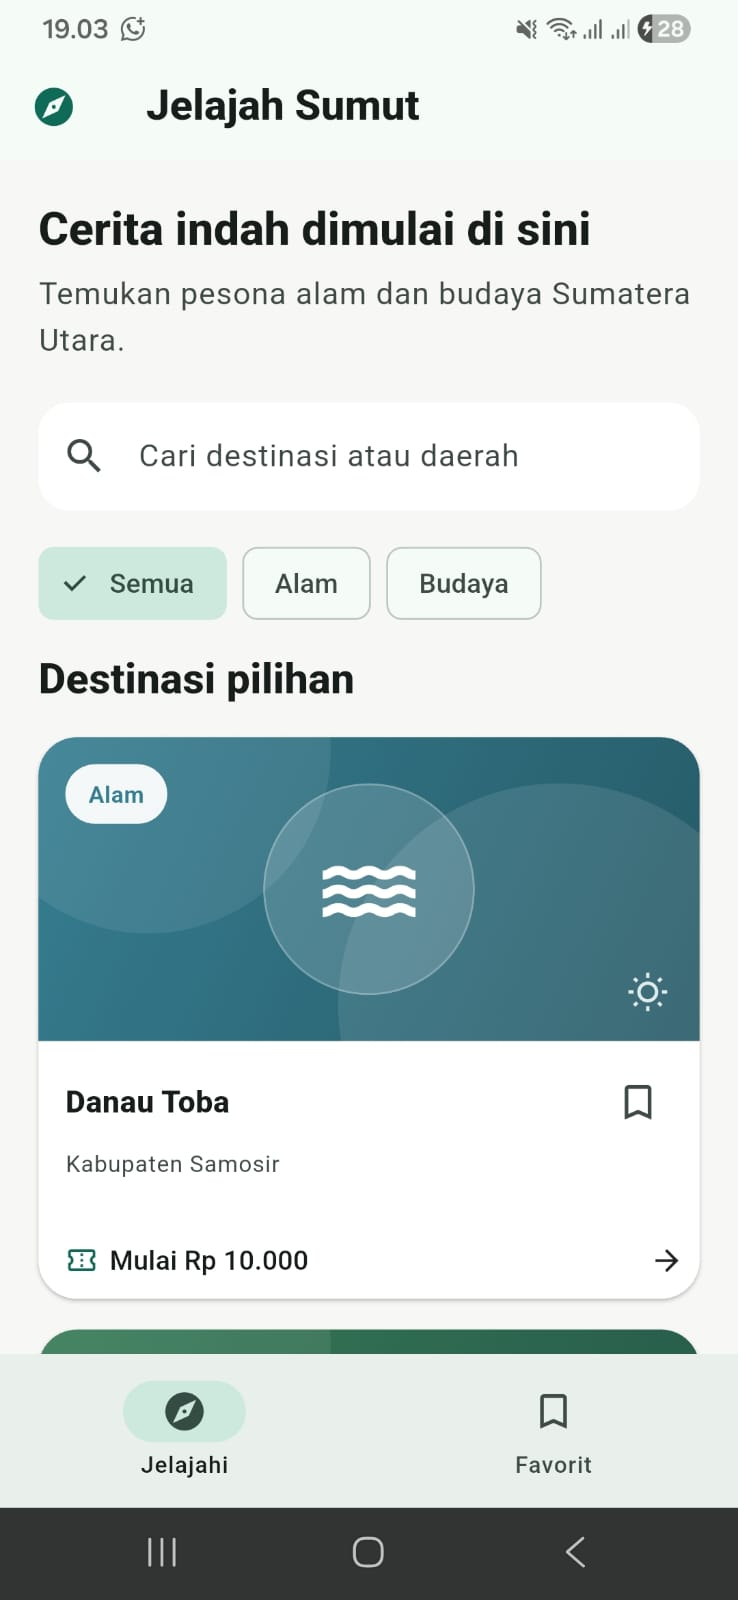 19.03
28
Jelajah Sumut
Cerita indah dimulai di sini
Temukan pesona alam dan budaya Sumatera
Utara.
Cari destinasi atau daerah
Semua
Alam
Budaya
Destinasi pilihan
Alam
Danau Toba
Kabupaten Samosir
Mulai Rp 10.000
Jelajahi
Favorit